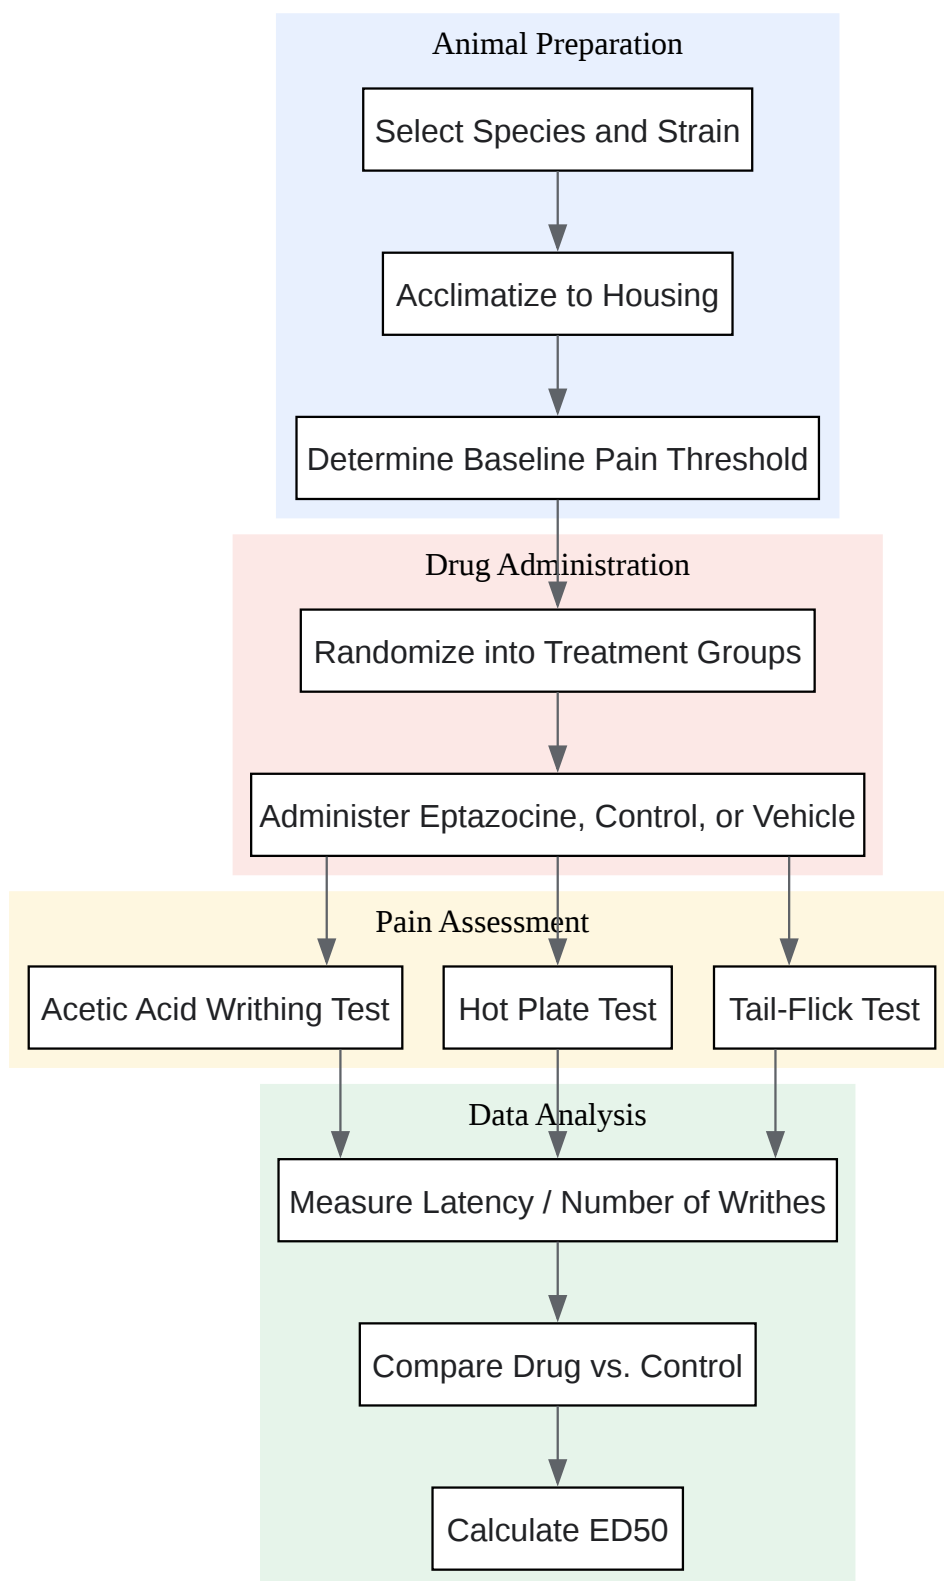 Animal Preparation
Select Species and Strain
Acclimatize to Housing
Determine Baseline Pain Threshold
Drug Administration
Randomize into Treatment Groups
Administer Eptazocine, Control, or Vehicle
Pain Assessment
Acetic Acid Writhing Test
Hot Plate Test
Tail-Flick Test
Data Analysis
Measure Latency / Number of Writhes
Compare Drug vs. Control
Calculate ED50